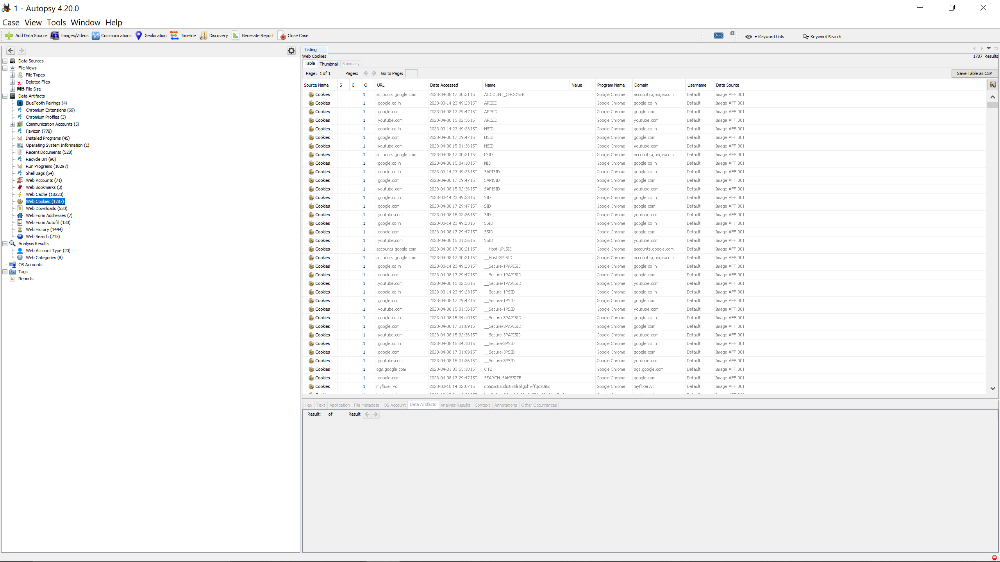 1 - Autopsy 4.20.0
Case View Tools Window Help
Add Data Source Images/Videos Communications Geolocation Timeline Discovery Generate Report Close Case 3 Keyword Lists Keyword Search
Data Sources
File Views
File Types
Deleted Files
MB File Size
Data Artifacts
BlueTooth Pairings (4)
Chromium Extensions (69)
Chromium Profiles (3)
Communication Accounts (5)
Favicon (778)
Installed Programs (45)
Operating System Information (1)
Recent Documents (528)
Recycle Bin (90)
Run Programs (10297)
Shell Bags (64)
Web Accounts (71)
Web Bookmarks (3)
Web Cache (18223)
Web Cookies (1787)
Web Downloads (530)
Web Form Addresses (7)
Web Form Autofill (130)
Web History (1444)
Web Search (215)
Analysis Results
Web Account Type (20)
Web Categories (8)
OS Accounts
Tags
Reports
Listing
Web Cookies 1787 Results
Table Thumbnail Summary
Page: 1 of 1 Pages: Go to Page: Save Table as CSV
Source Name S C O URL Date Accessed Name Value Program Name Domain Username Data Source
Cookies 1 accounts.google.com 2023-04-08 17:30:21 IST ACCOUNT_CHOOSER Google Chrome accounts.google.com Default Image.AFF.001
Cookies 1 .google.co.in 2023-03-14 23:49:23 IST APISID Google Chrome google.co.in Default Image.AFF.001
Cookies 1 .google.com 2023-04-08 17:29:47 IST APISID Google Chrome google.com Default Image.AFF.001
Cookies 1 .youtube.com 2023-04-08 15:02:36 IST APISID Google Chrome youtube.com Default Image.AFF.001
Cookies 1 .google.co.in 2023-03-14 23:49:23 IST HSID Google Chrome google.co.in Default Image.AFF.001
Cookies 1 .google.com 2023-04-08 17:29:47 IST HSID Google Chrome google.com Default Image.AFF.001
Cookies 1 .youtube.com 2023-04-08 15:01:36 IST HSID Google Chrome youtube.com Default Image.AFF.001
Cookies 1 accounts.google.com 2023-04-08 17:30:21 IST LSID Google Chrome accounts.google.com Default Image.AFF.001
Cookies 1 .google.co.in 2023-04-08 15:04:10 IST NID Google Chrome google.co.in Default Image.AFF.001
Cookies 1 .google.co.in 2023-03-14 23:49:23 IST SAPISID Google Chrome google.co.in Default Image.AFF.001
Cookies 1 .google.com 2023-04-08 17:29:47 IST SAPISID Google Chrome google.com Default Image.AFF.001
Cookies 1 .youtube.com 2023-04-08 15:02:36 IST SAPISID Google Chrome youtube.com Default Image.AFF.001
Cookies 1 .google.co.in 2023-03-14 23:49:23 IST SID Google Chrome google.co.in Default Image.AFF.001
Cookies 1 .google.com 2023-04-08 17:29:47 IST SID Google Chrome google.com Default Image.AFF.001
Cookies 1 .youtube.com 2023-04-08 15:02:36 IST SID Google Chrome youtube.com Default Image.AFF.001
Cookies 1 .google.co.in 2023-03-14 23:49:23 IST SSID Google Chrome google.co.in Default Image.AFF.001
Cookies 1 .google.com 2023-04-08 17:29:47 IST SSID Google Chrome google.com Default Image.AFF.001
Cookies 1 .youtube.com 2023-04-08 15:01:36 IST SSID Google Chrome youtube.com Default Image.AFF.001
Cookies 1 accounts.google.com 2023-04-08 17:30:21 IST __Host-1PLSID Google Chrome accounts.google.com Default Image.AFF.001
Cookies 1 accounts.google.com 2023-04-08 17:30:21 IST __Host-3PLSID Google Chrome accounts.google.com Default Image.AFF.001
Cookies 1 .google.co.in 2023-03-14 23:49:23 IST __Secure-1PAPISID Google Chrome google.co.in Default Image.AFF.001
Cookies 1 .google.com 2023-04-08 17:29:47 IST __Secure-1PAPISID Google Chrome google.com Default Image.AFF.001
Cookies 1 .youtube.com 2023-04-08 15:02:36 IST __Secure-1PAPISID Google Chrome youtube.com Default Image.AFF.001
Cookies 1 .google.co.in 2023-03-14 23:49:23 IST __Secure-1PSID Google Chrome google.co.in Default Image.AFF.001
Cookies 1 .google.com 2023-04-08 17:29:47 IST __Secure-1PSID Google Chrome google.com Default Image.AFF.001
Cookies 1 .youtube.com 2023-04-08 15:01:36 IST __Secure-1PSID Google Chrome youtube.com Default Image.AFF.001
Cookies 1 .google.co.in 2023-04-08 15:04:10 IST __Secure-3PAPISID Google Chrome google.co.in Default Image.AFF.001
Cookies 1 .google.com 2023-04-08 17:31:09 IST __Secure-3PAPISID Google Chrome google.com Default Image.AFF.001
Cookies 1 .youtube.com 2023-04-08 15:02:36 IST __Secure-3PAPISID Google Chrome youtube.com Default Image.AFF.001
Cookies 1 .google.co.in 2023-04-08 15:04:10 IST __Secure-3PSID Google Chrome google.co.in Default Image.AFF.001
Cookies 1 .google.com 2023-04-08 17:31:09 IST __Secure-3PSID Google Chrome google.com Default Image.AFF.001
Cookies 1 .youtube.com 2023-04-08 15:01:36 IST __Secure-3PSID Google Chrome youtube.com Default Image.AFF.001
Cookies 1 ogs.google.com 2023-04-01 03:53:18 IST OTZ Google Chrome ogs.google.com Default Image.AFF.001
Cookies 1 .google.com 2023-04-08 17:29:47 IST SEARCH_SAMESITE Google Chrome google.com Default Image.AFF.001
Cookies 1 myflixer.vc 2023-03-18 14:02:07 IST dom3ic8zudi28v8lr6fgphwffqoz0j6c Google Chrome myflixer.vc Default Image.AFF.001
Hex Text Application File Metadata OS Account Data Artifacts Analysis Results Context Annotations Other Occurrences
Result: of Result